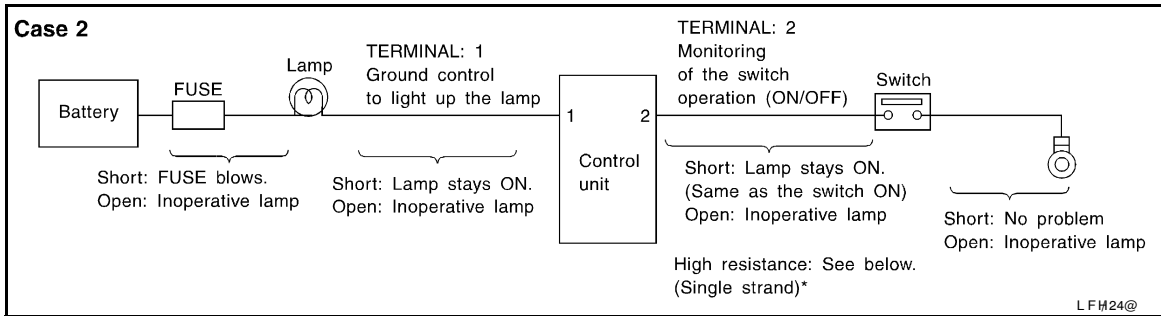 Case 2
Battery
FUSE
Lamp
TERMINAL: 1
Ground control
to light up the lamp
1
2
Control
unit
TERMINAL: 2
Monitoring
of the switch
operation (ON/OFF)
Switch
Short: FUSE blows.
Open: Inoperative lamp
Short: Lamp stays ON.
Open: Inoperative lamp
Short: Lamp stays ON.
(Same as the switch ON)
Open: Inoperative lamp
High resistance: See below.
(Single strand)*
Short: No problem
Open: Inoperative lamp